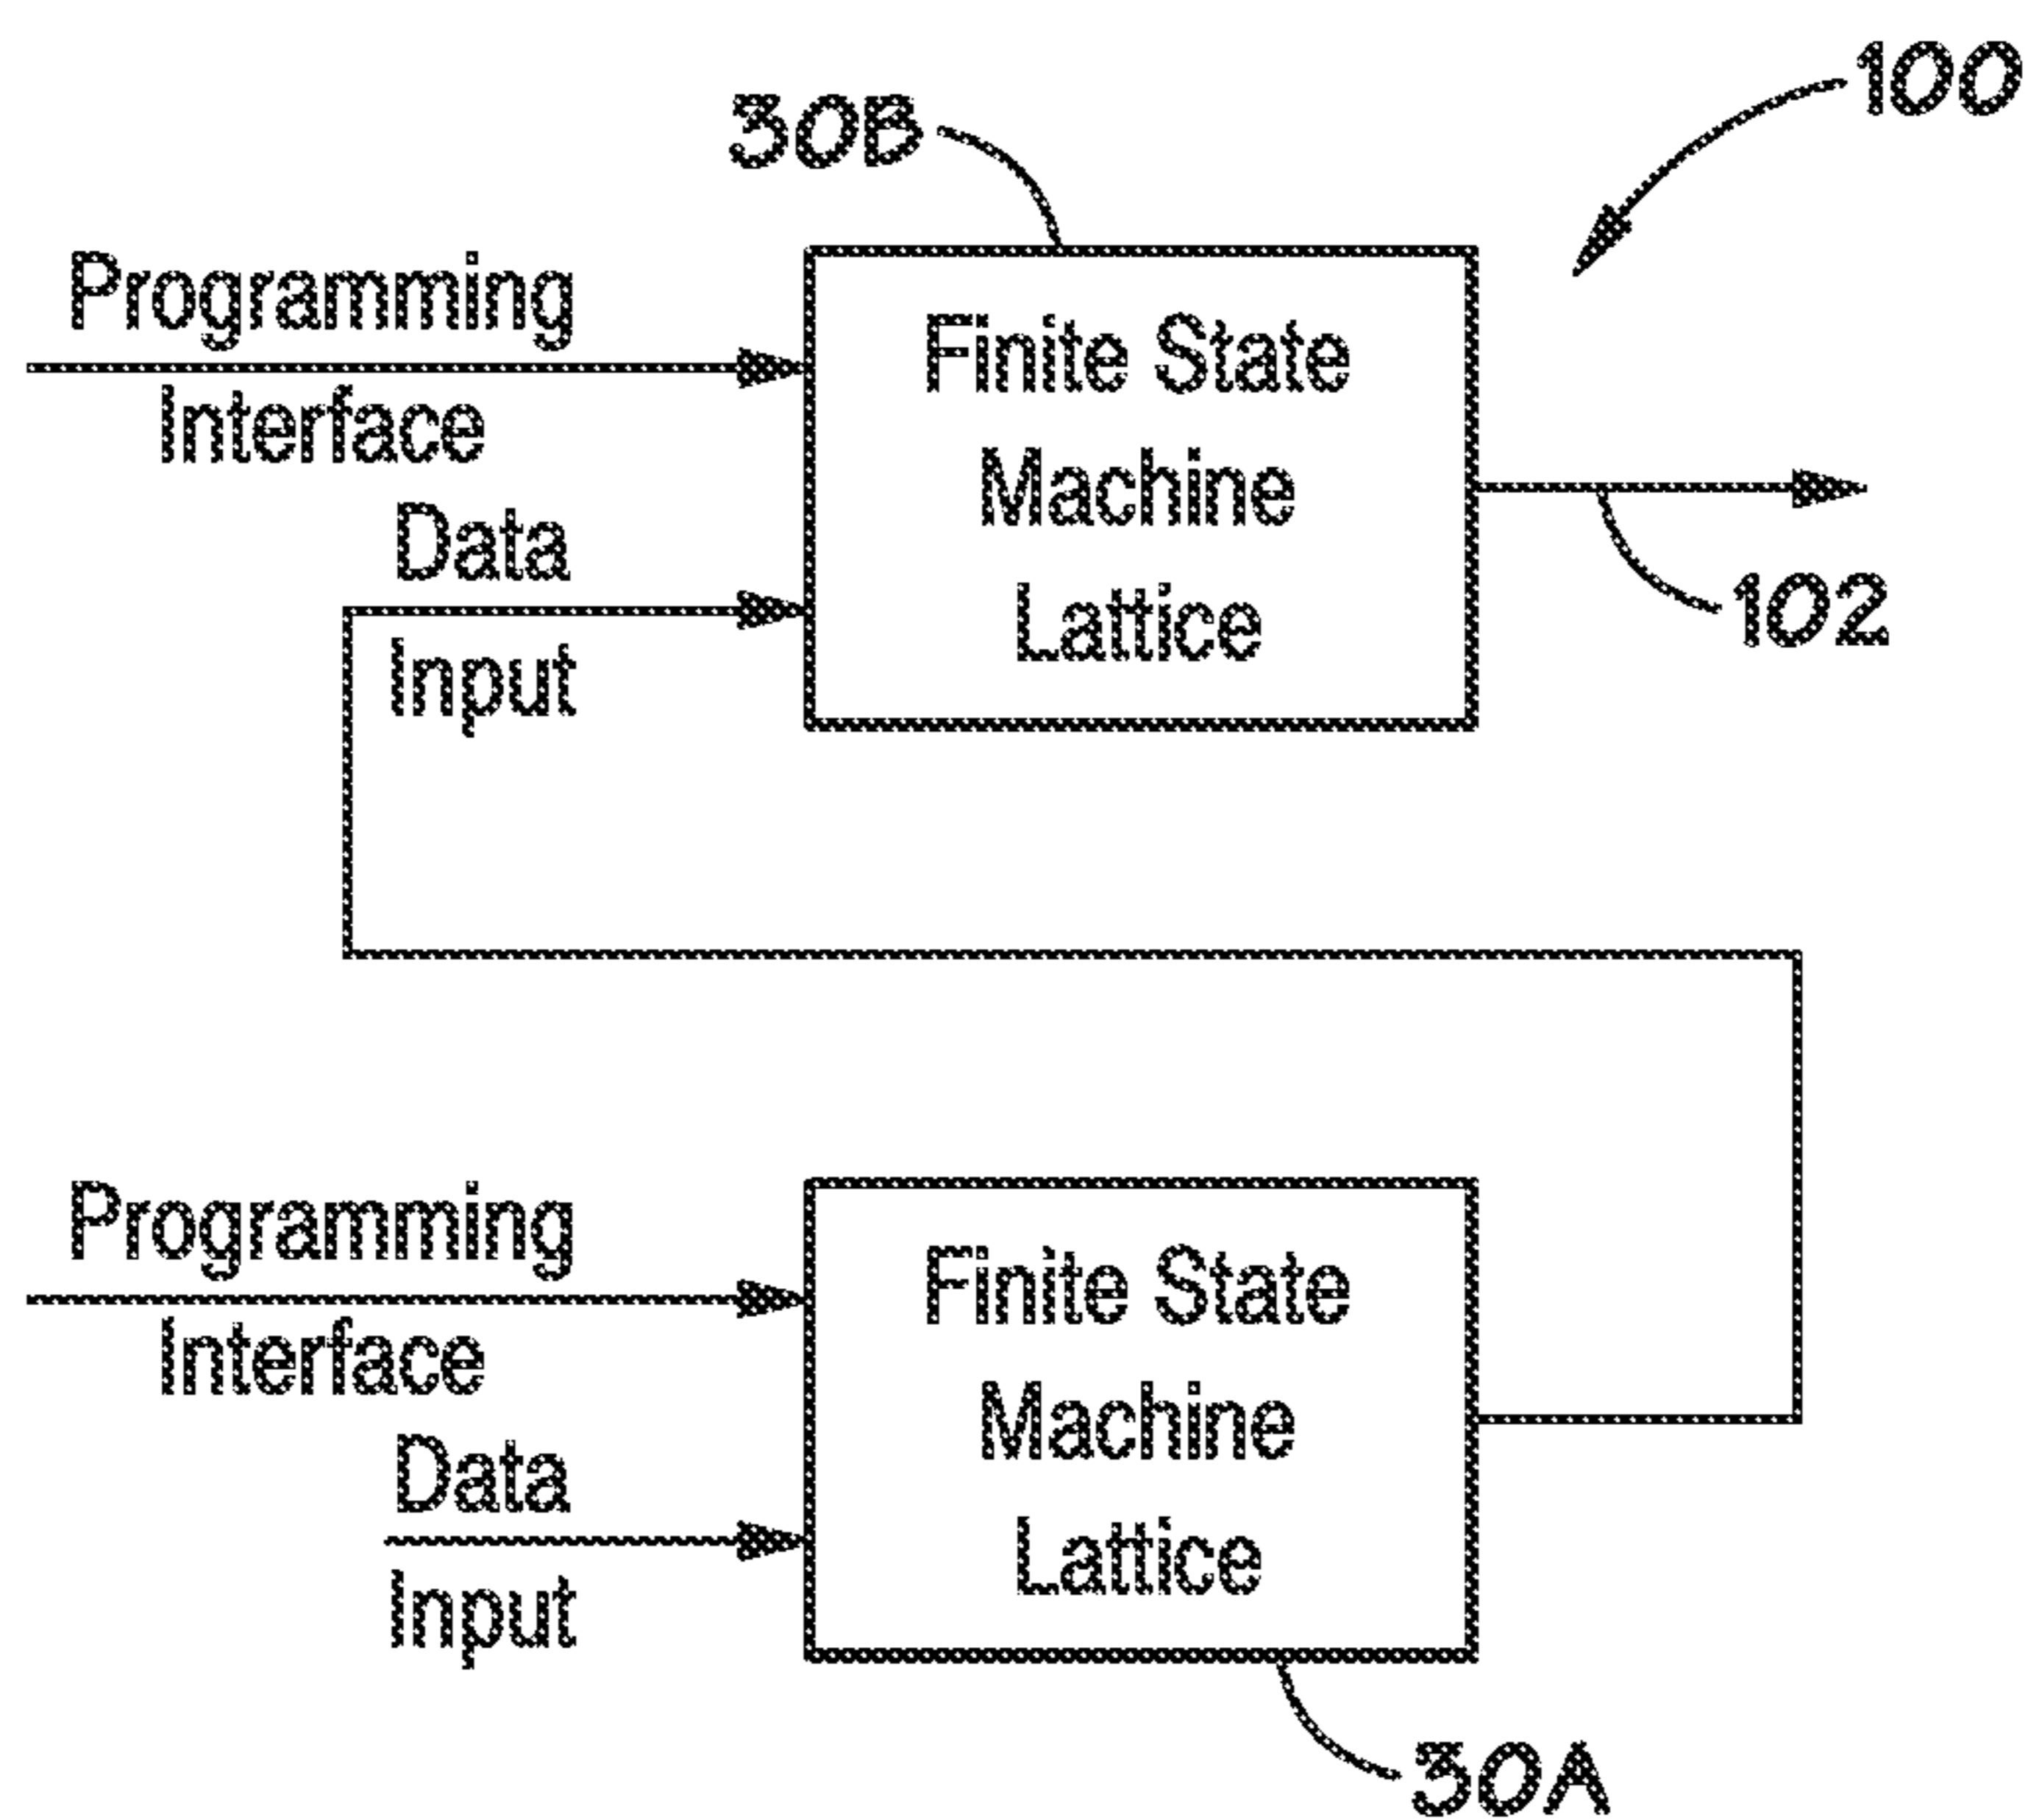 100
30B
Programming
Interface
Finite State
Machine
Lattice
Data
Input
102
Programming
Interface
Finite State
Machine
Lattice
Data
Input
30A